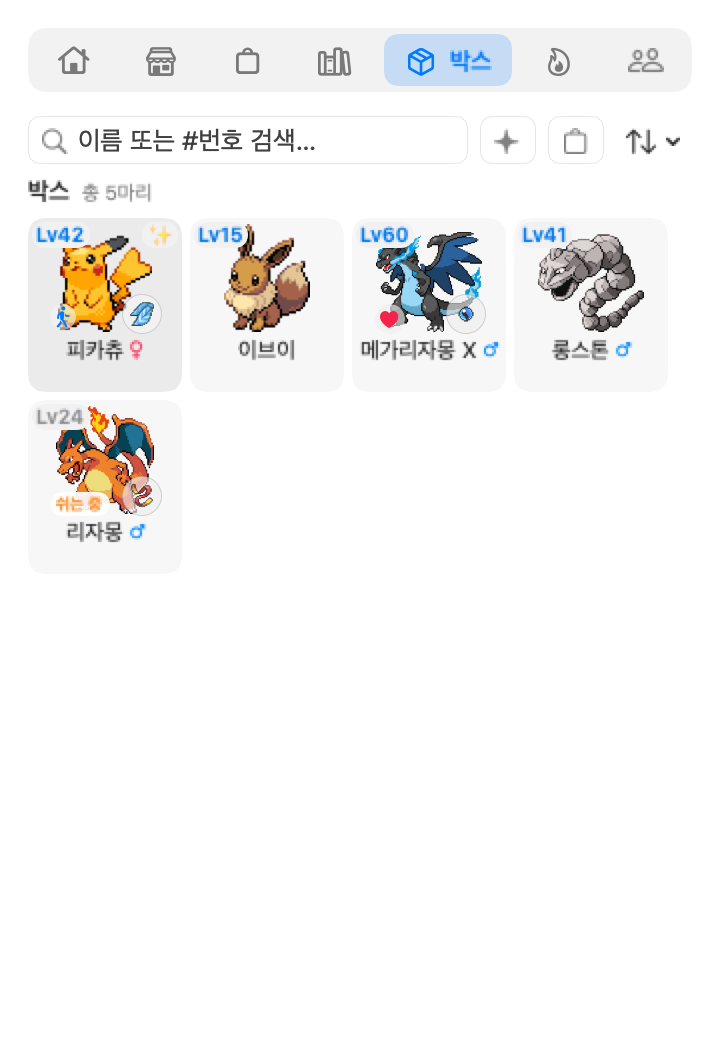 박스
이름 또는 #번호 검색...
박스 총 5마리
Lv42 Lv15 Lv60 Lv41
피카츄 ♀ 이브이 메가리자몽 X ♂ 롱스톤 ♂
Lv24
쉬는 중
리자몽 ♂